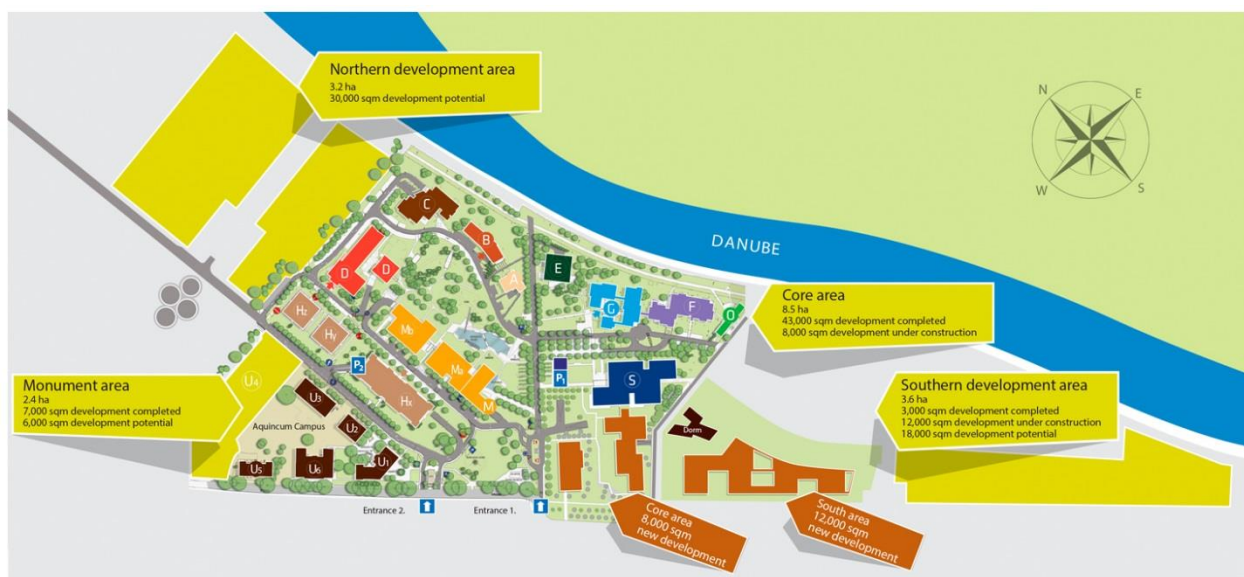 Northern development area
3.2 ha
30,000 sqm development potential
N
E
W
S
DANUBE
C
B
D
D
A
E
G
F
O
Core area
8.5 ha
43,000 sqm development completed
8,000 sqm development under construction
Hz
Hy
Mb
Ma
M
P2
P1
S
Hx
Monument area
2.4 ha
7,000 sqm development completed
6,000 sqm development potential
U4
U3
Aquincum Campus
U2
U1
U5
U6
Southern development area
3.6 ha
3,000 sqm development completed
12,000 sqm development under construction
18,000 sqm development potential
Dorm
Entrance 2.
Entrance 1.
Core area
8,000 sqm
new development
South area
12,000 sqm
new development